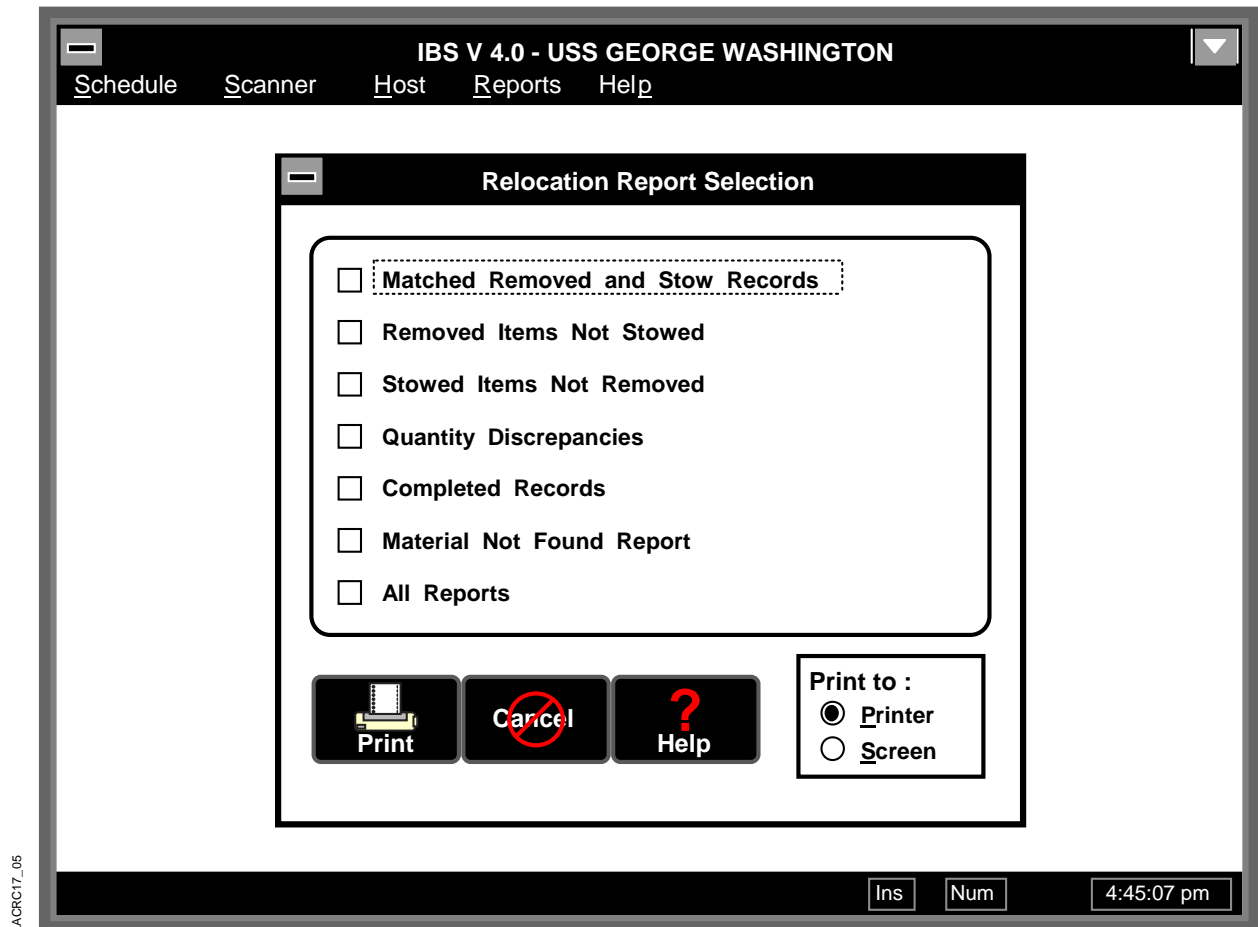 IBS V 4.0 - USS GEORGE WASHINGTON
Schedule Scanner Host Reports Help
Relocation Report Selection
Matched Removed and Stow Records
Removed Items Not Stowed
Stowed Items Not Removed
Quantity Discrepancies
Completed Records
Material Not Found Report
All Reports
Print
Cancel
Help
Print to :
Printer
Screen
Ins Num 4:45:07 pm
ACRC17_05